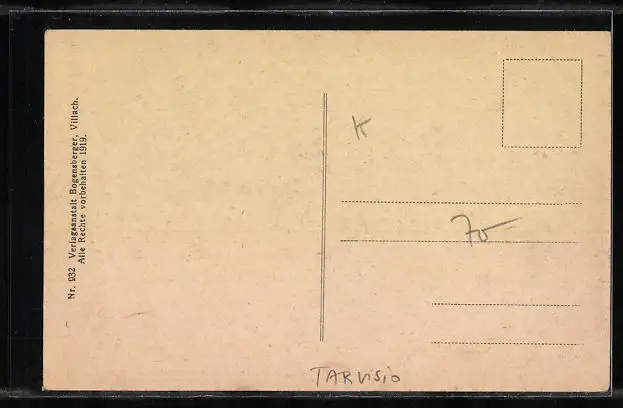 Nr. 932 Verlagsanstalt Bogensberger, Villach.
Alle Rechte vorbehalten 1919.
70-
TARVISIO